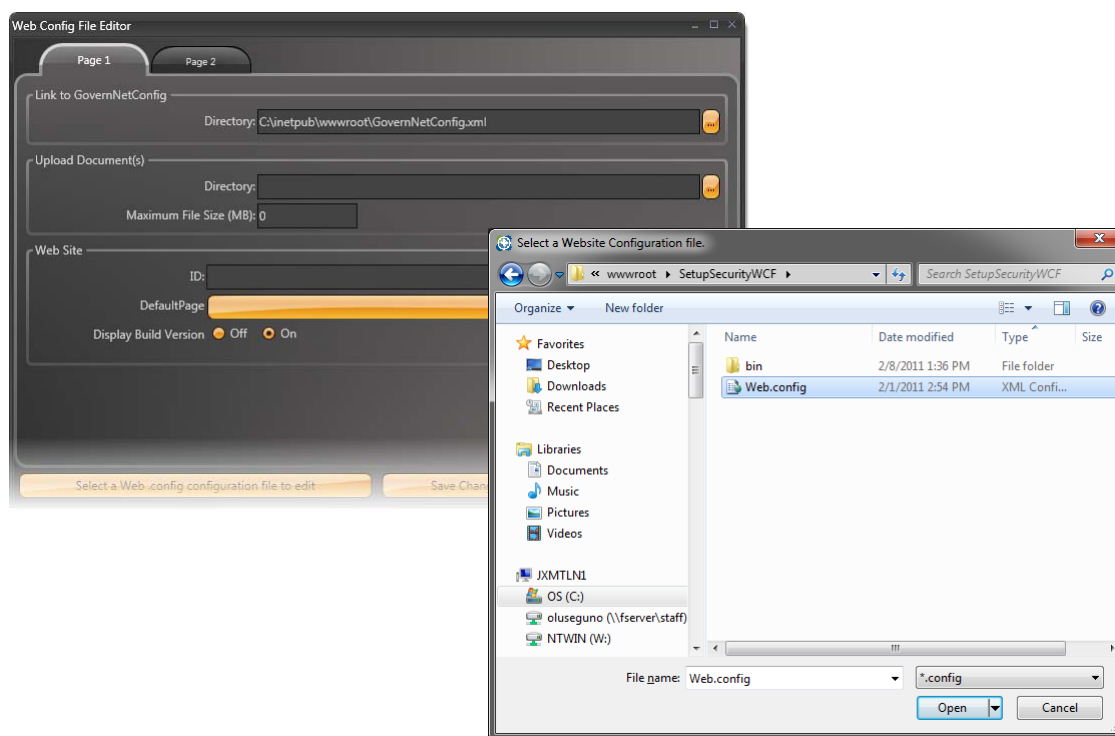 Web Config File Editor
Page 1
Page 2
Link to GovernNetConfig
Directory: C:\inetpub\wwwroot\GovernNetConfig.xml
...
Upload Document(s)
Directory:
...
Maximum File Size (MB): 0
Web Site
ID:
DefaultPage
Display Build Version Off On
Select a Web .config configuration file to edit
Save Chan
Select a Website Configuration file.
« wwwroot SetupSecurityWCF
Search SetupSecurityWCF
Organize New folder
Name Date modified Type Size
bin 2/8/2011 1:36 PM File folder
Web.config 2/1/2011 2:54 PM XML Confi...
Favorites
Desktop
Downloads
Recent Places
Libraries
Documents
Music
Pictures
Videos
JXMTLN1
OS (C:)
oluseguno (\\fserver\staff)
NTWIN (W:)
File name: Web.config
*.config
Open
Cancel